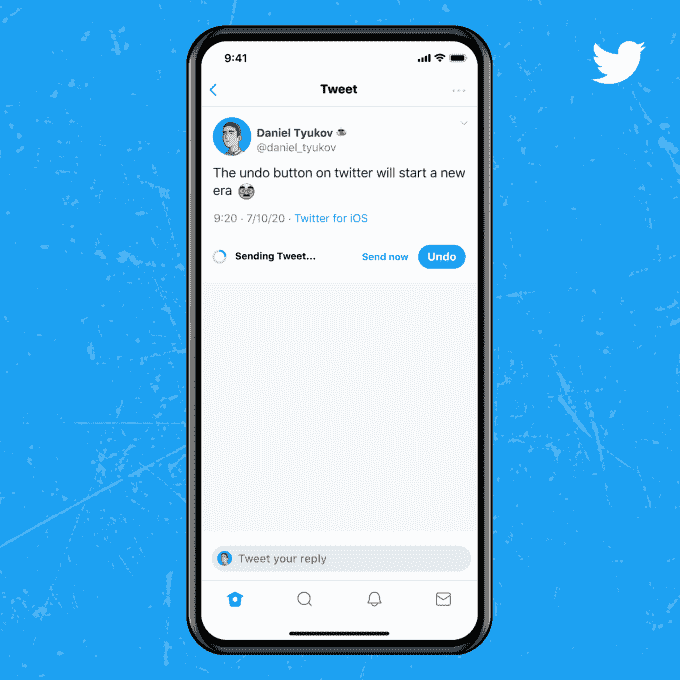 9:41
Tweet
Daniel Tyukov
@daniel_tyukov
The undo button on twitter will start a new
era
9:20 · 7/10/20 · Twitter for iOS
Sending Tweet... Send now Undo
Tweet your reply